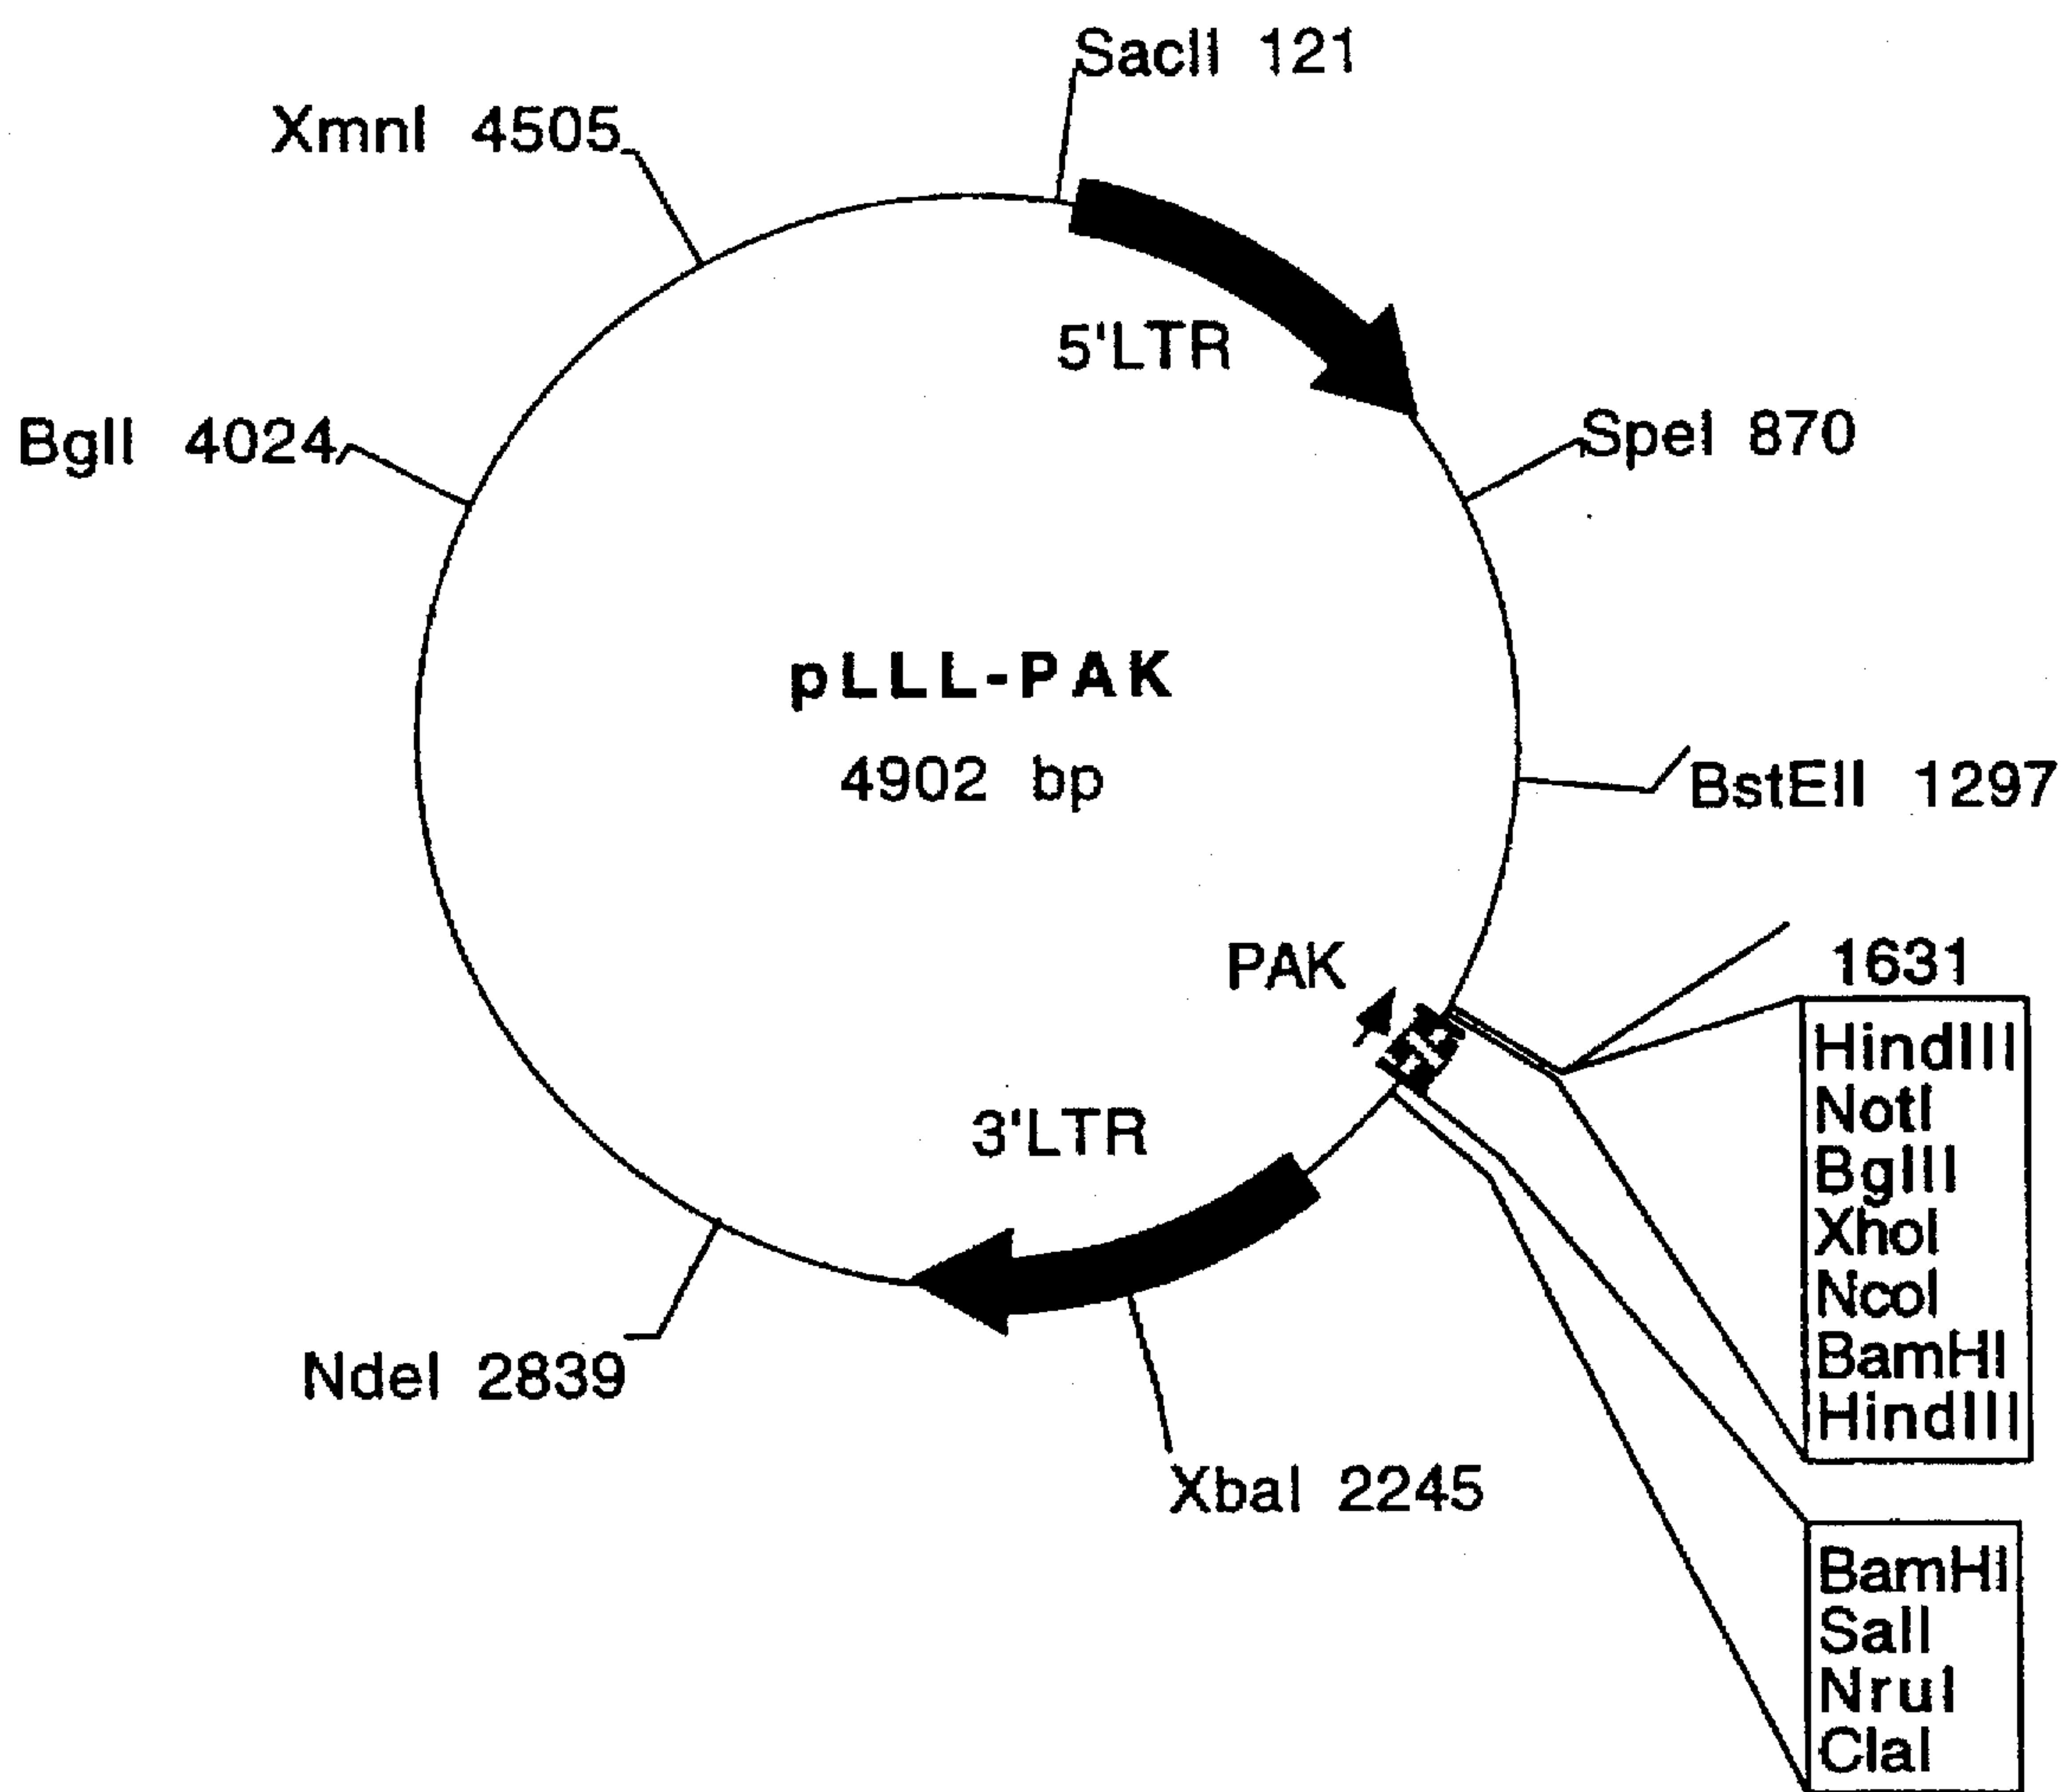 SacII 121
XmnI 4505
5'LTR
BglI 4024
SpeI 870
pLLL-PAK
4902 bp
BstEII 1297
PAK
1631
HindIII
NotI
BglII
XhoI
NcoI
BamHI
HindIII
3'LTR
NdeI 2839
XbaI 2245
BamHI
SalI
NruI
ClaI